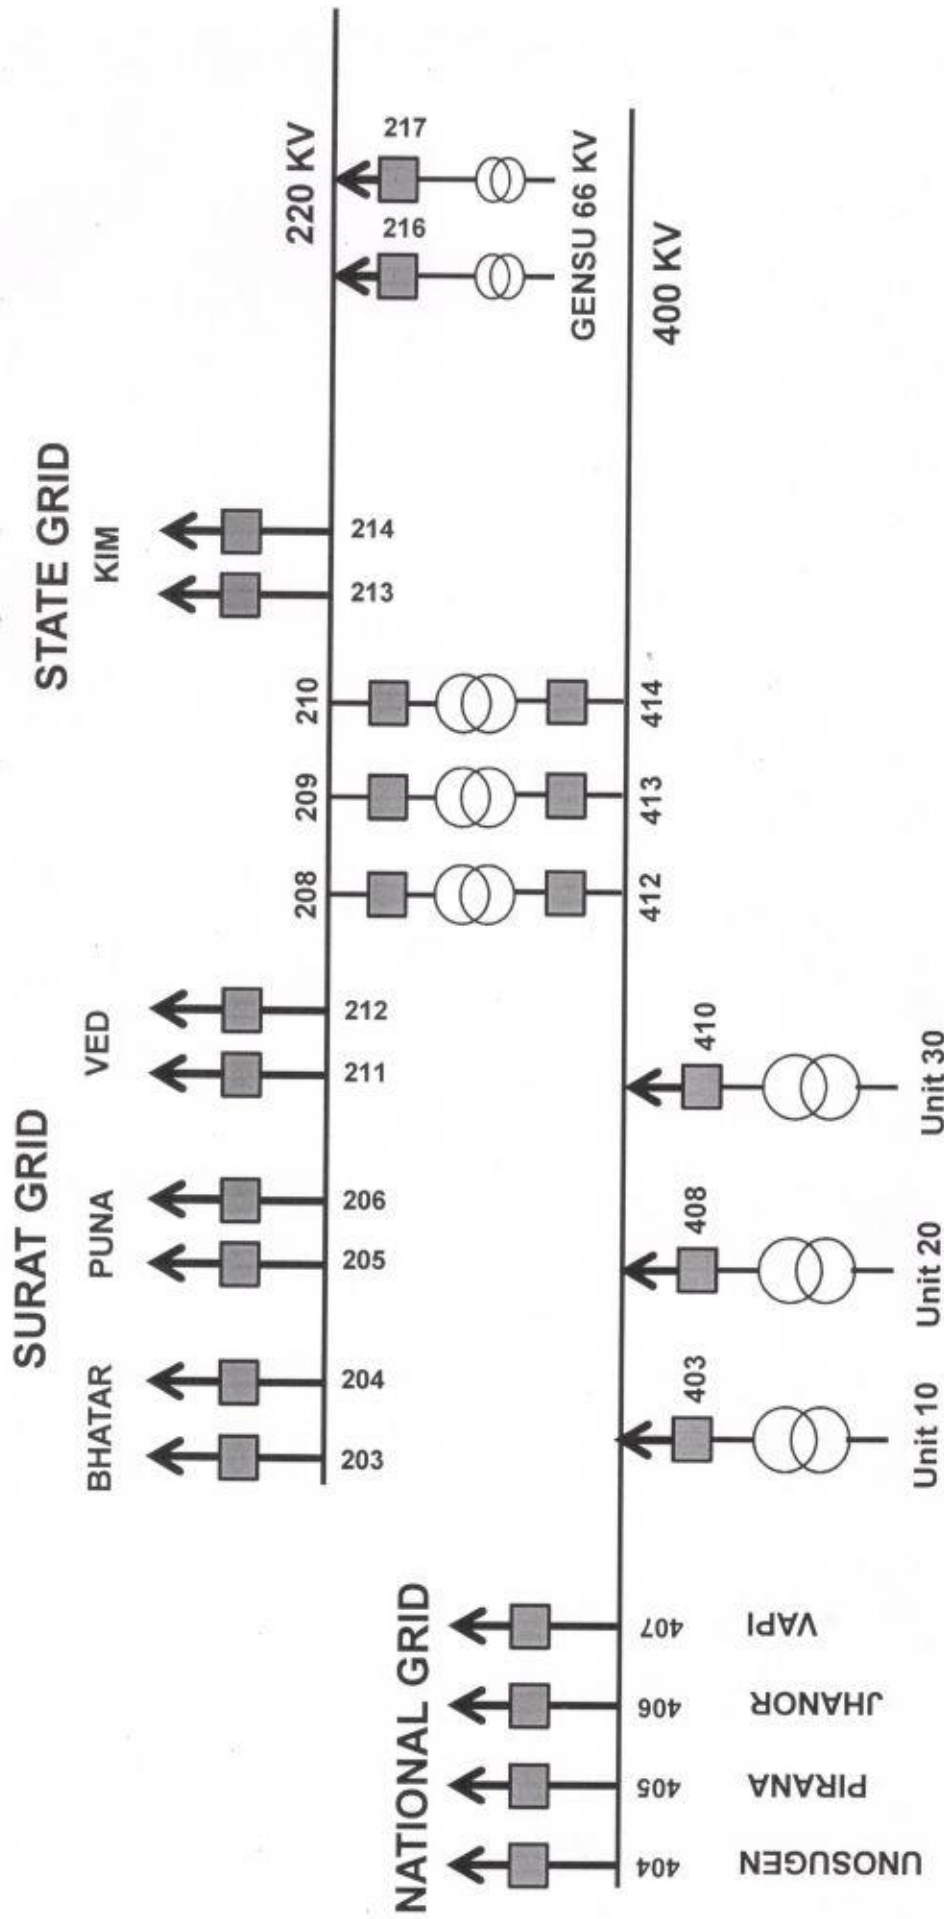 SURAT GRID
STATE GRID
BHATAR
PUNA
VED
KIM
208
209
210
220 KV
203
204
205
206
211
212
213
214
216
217
NATIONAL GRID
GENSU 66 KV
404
405
406
407
412
413
414
400 KV
403
408
410
UNOSUGEN
PIRANA
JHANOR
VAPI
Unit 10
Unit 20
Unit 30